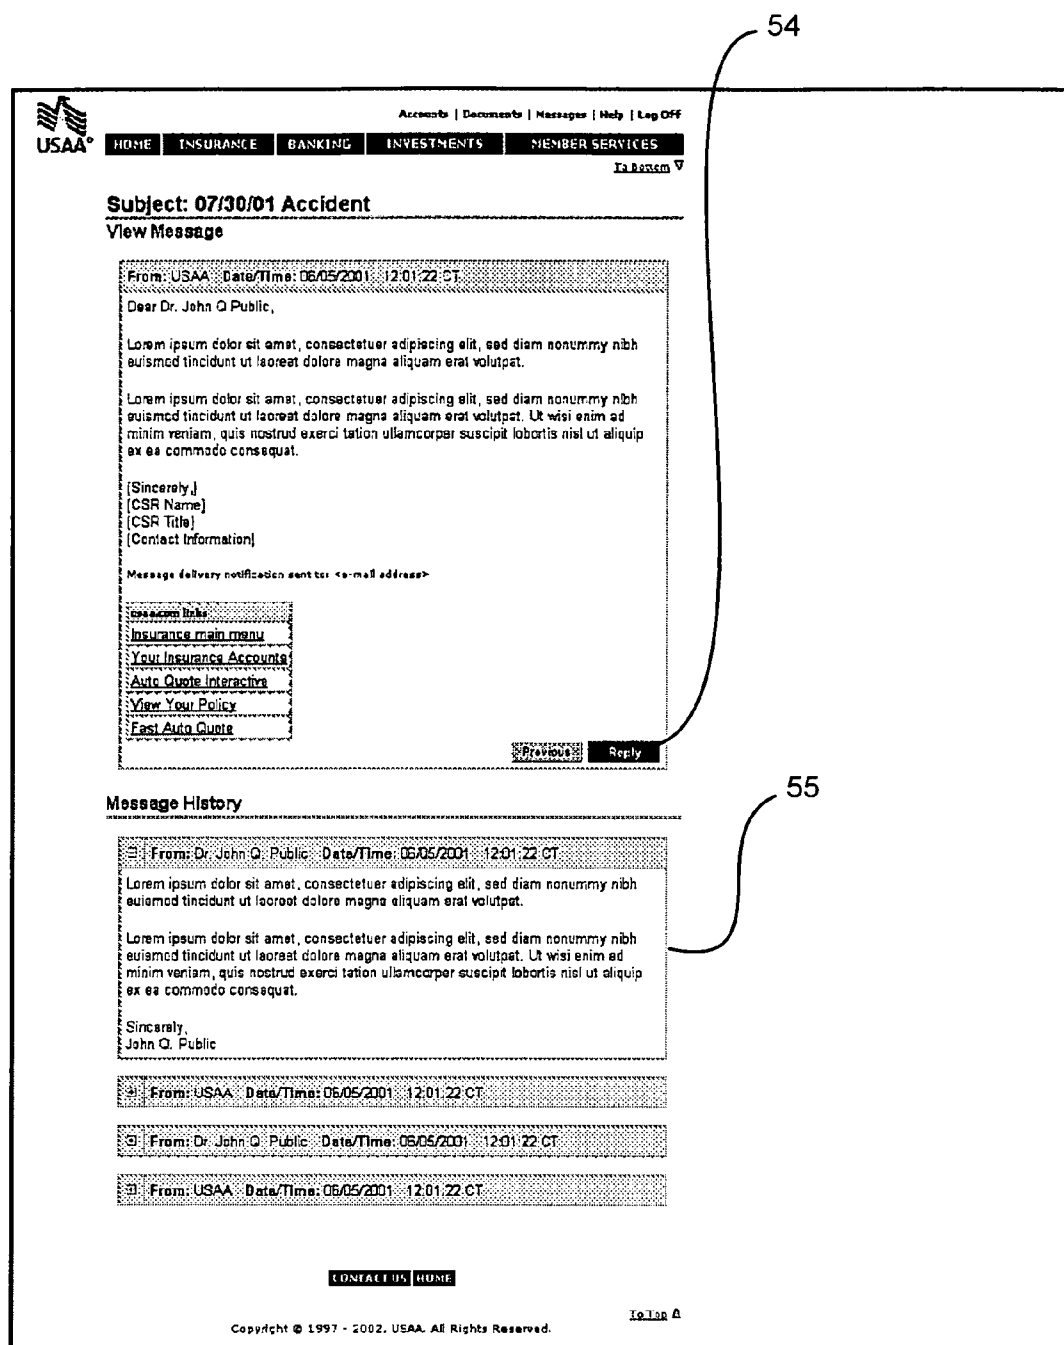 54
Accounts | Documents | Messages | Help | Log Off
USAA®
HOME INSURANCE BANKING INVESTMENTS MEMBER SERVICES
To Bottom
Subject: 07/30/01 Accident
View Message
From: USAA Date/Time: 06/05/2001 12:01:22 CT
Dear Dr. John Q Public,
Lorem ipsum dolor sit amet, consectetuer adipiscing elit, sed diam nonummy nibh
euismod tincidunt ut laoreet dolore magna aliquam erat volutpat.
Lorem ipsum dolor sit amet, consectetuer adipiscing elit, sed diam nonummy nibh
euismod tincidunt ut laoreet dolore magna aliquam erat volutpat. Ut wisi enim ad
minim veniam, quis nostrud exerci tation ullamcorper suscipit lobortis nisl ut aliquip
ex ea commodo consequat.
[Sincerely,]
[CSR Name]
[CSR Title]
[Contact Information]
Message delivery notification sent to: <e-mail address>
usaa.com links
Insurance main menu
Your Insurance Accounts
Auto Quote Interactive
View Your Policy
Fast Auto Quote
Previous Reply
55
Message History
From: Dr. John Q. Public Date/Time: 06/05/2001 12:01:22 CT
Lorem ipsum dolor sit amet, consectetuer adipiscing elit, sed diam nonummy nibh
euismod tincidunt ut laoreet dolore magna aliquam erat volutpat.
Lorem ipsum dolor sit amet, consectetuer adipiscing elit, sed diam nonummy nibh
euismod tincidunt ut laoreet dolore magna aliquam erat volutpat. Ut wisi enim ad
minim veniam, quis nostrud exerci tation ullamcorper suscipit lobortis nisl ut aliquip
ex ea commodo consequat.
Sincerely,
John Q. Public
From: USAA Date/Time: 06/05/2001 12:01:22 CT
From: Dr. John Q. Public Date/Time: 06/05/2001 12:01:22 CT
From: USAA Date/Time: 06/05/2001 12:01:22 CT
CONTACT US HOME
To Top
Copyright © 1997 - 2002, USAA. All Rights Reserved.